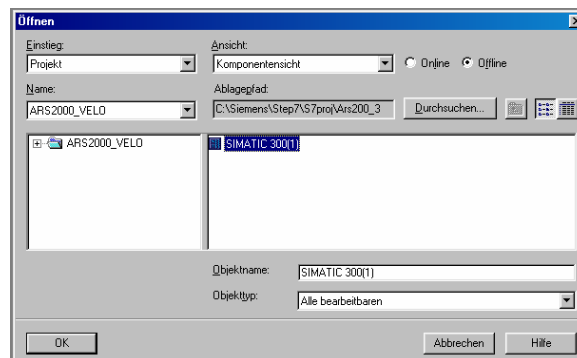 Öffnen
Einstieg:
Ansicht:
Projekt
Komponentensicht
Online
Offline
Name:
Ablagepfad:
ARS2000_VELO
C:\Siemens\Step7\S7proj\Ars200_3
Durchsuchen...
ARS2000_VELO
SIMATIC 300(1)
Objektname:
SIMATIC 300(1)
Objekttyp:
Alle bearbeitbaren
OK
Abbrechen
Hilfe